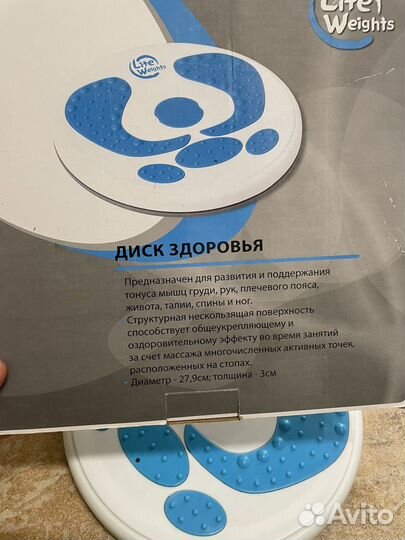 Lite
Weights
Lite
Weights
ДИСК ЗДОРОВЬЯ
Предназначен для развития и поддержания
тонуса мышц груди, рук, плечевого пояса,
живота, талии, спины и ног.
• Структурная нескользящая поверхность
способствует общеукрепляющему и
оздоровительному эффекту во время занятий
за счет массажа многочисленных активных точек,
расположенных на стопах.
• Диаметр - 27,9см; толщина - 3см
Avito